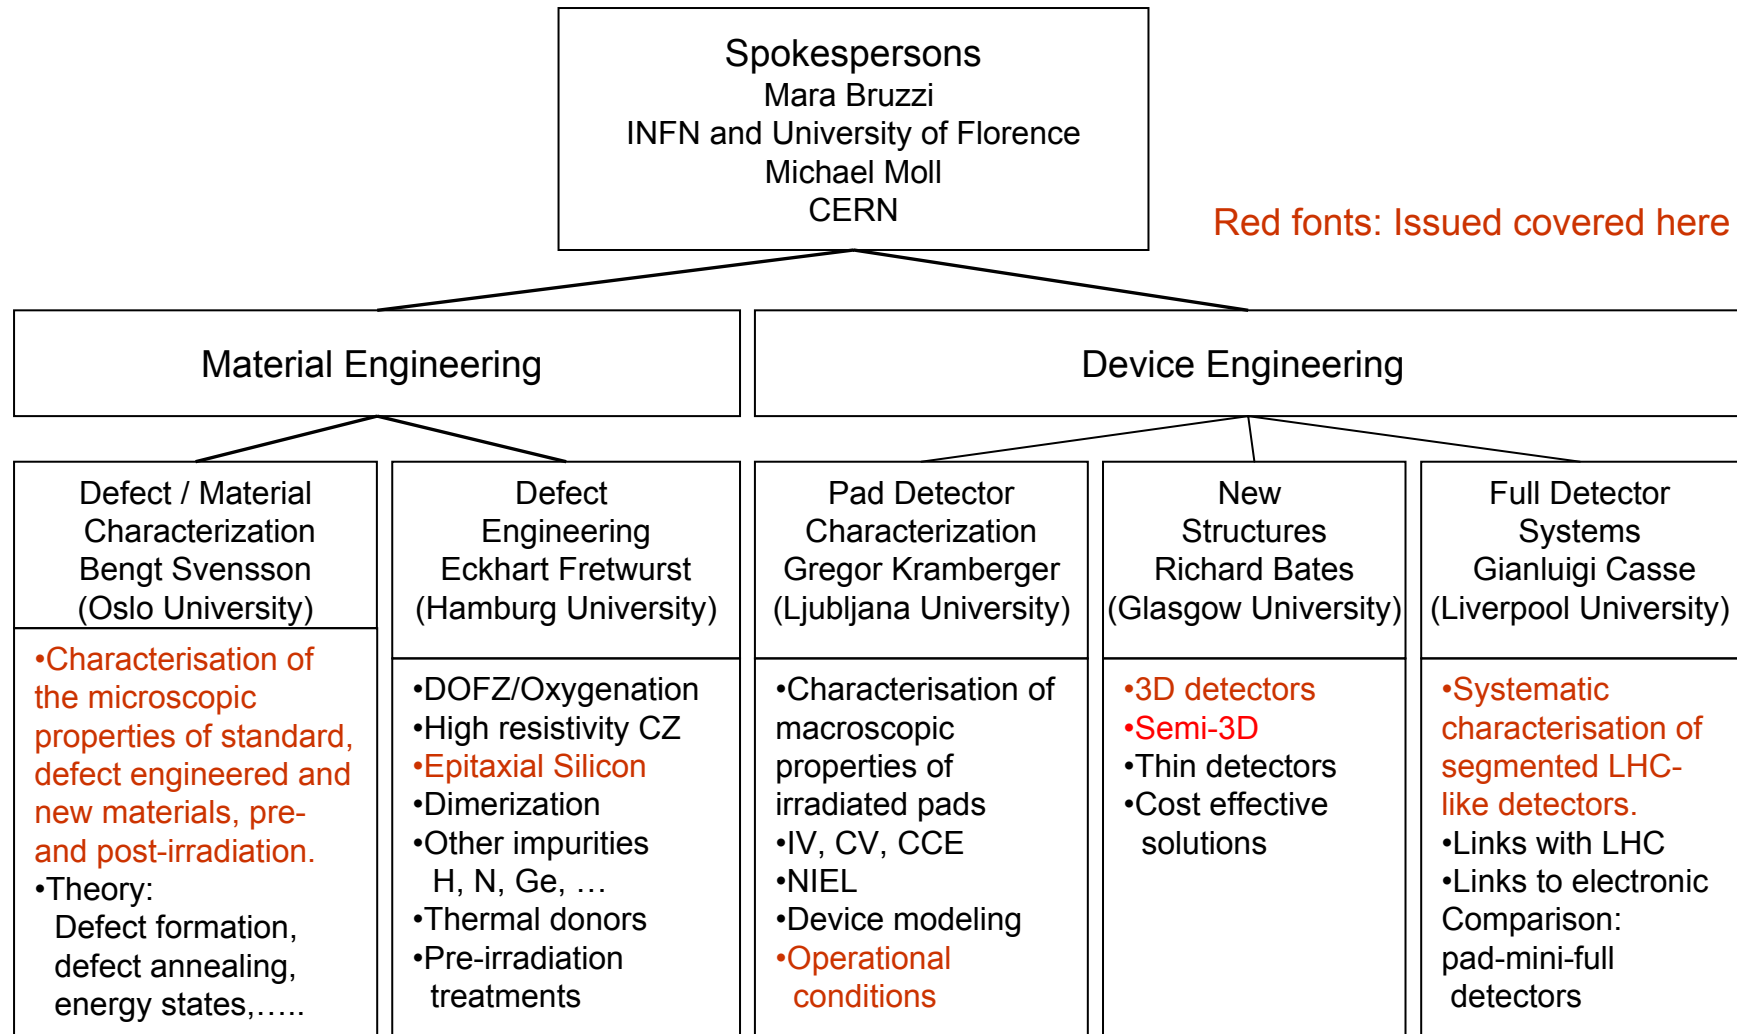 Spokespersons
Mara Bruzzi
INFN and University of Florence
Michael Moll
CERN
Red fonts: Issued covered here
Material Engineering
Device Engineering
Defect / Material
Characterization
Bengt Svensson
(Oslo University)
•Characterisation of
the microscopic
properties of standard,
defect engineered and
new materials, pre-
and post-irradiation.
•Theory:
Defect formation,
defect annealing,
energy states,…..
Defect
Engineering
Eckhart Fretwurst
(Hamburg University)
•DOFZ/Oxygenation
•High resistivity CZ
•Epitaxial Silicon
•Dimerization
•Other impurities
H, N, Ge, …
•Thermal donors
•Pre-irradiation
treatments
Pad Detector
Characterization
Gregor Kramberger
(Ljubljana University)
•Characterisation of
macroscopic
properties of
irradiated pads
•IV, CV, CCE
•NIEL
•Device modeling
•Operational
conditions
New
Structures
Richard Bates
(Glasgow University)
•3D detectors
•Semi-3D
•Thin detectors
•Cost effective
solutions
Full Detector
Systems
Gianluigi Casse
(Liverpool University)
•Systematic
characterisation of
segmented LHC-
like detectors.
•Links with LHC
•Links to electronic
Comparison:
pad-mini-full
detectors